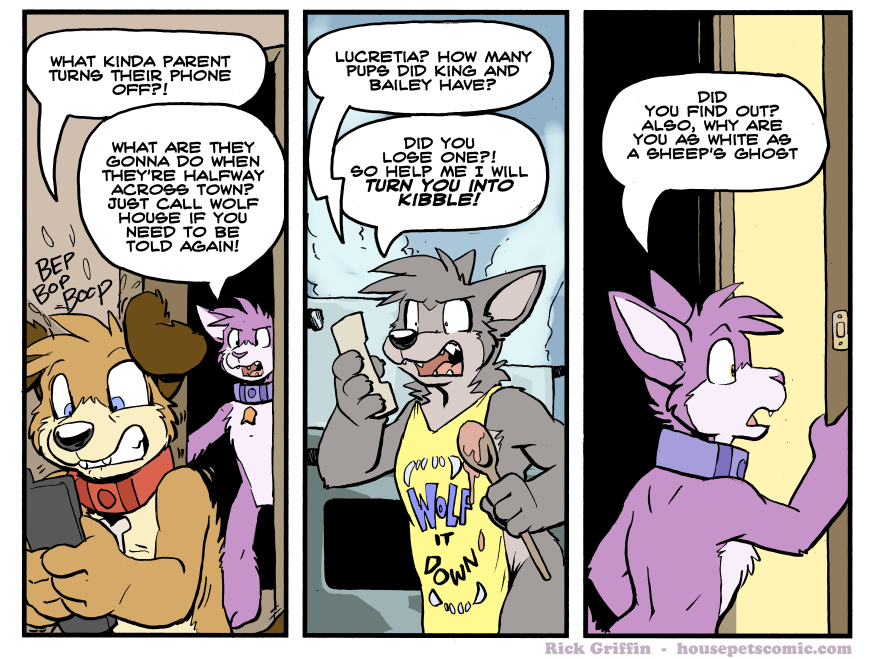 WHAT KINDA PARENT
TURNS THEIR PHONE
OFF?!
WHAT ARE THEY
GONNA DO WHEN
THEY'RE HALFWAY
ACROSS TOWN?
JUST CALL WOLF
HOUSE IF YOU
NEED TO BE
TOLD AGAIN!
BEP
BOP
BOOP
LUCRETIA? HOW MANY
PUPS DID KING AND
BAILEY HAVE?
DID YOU
LOSE ONE?!
SO HELP ME I WILL
TURN YOU INTO
KIBBLE!
WOLF
IT
DOWN
DID
YOU FIND OUT?
ALSO, WHY ARE
YOU AS WHITE AS
A SHEEP'S GHOST
Rick Griffin - housepetscomic.com